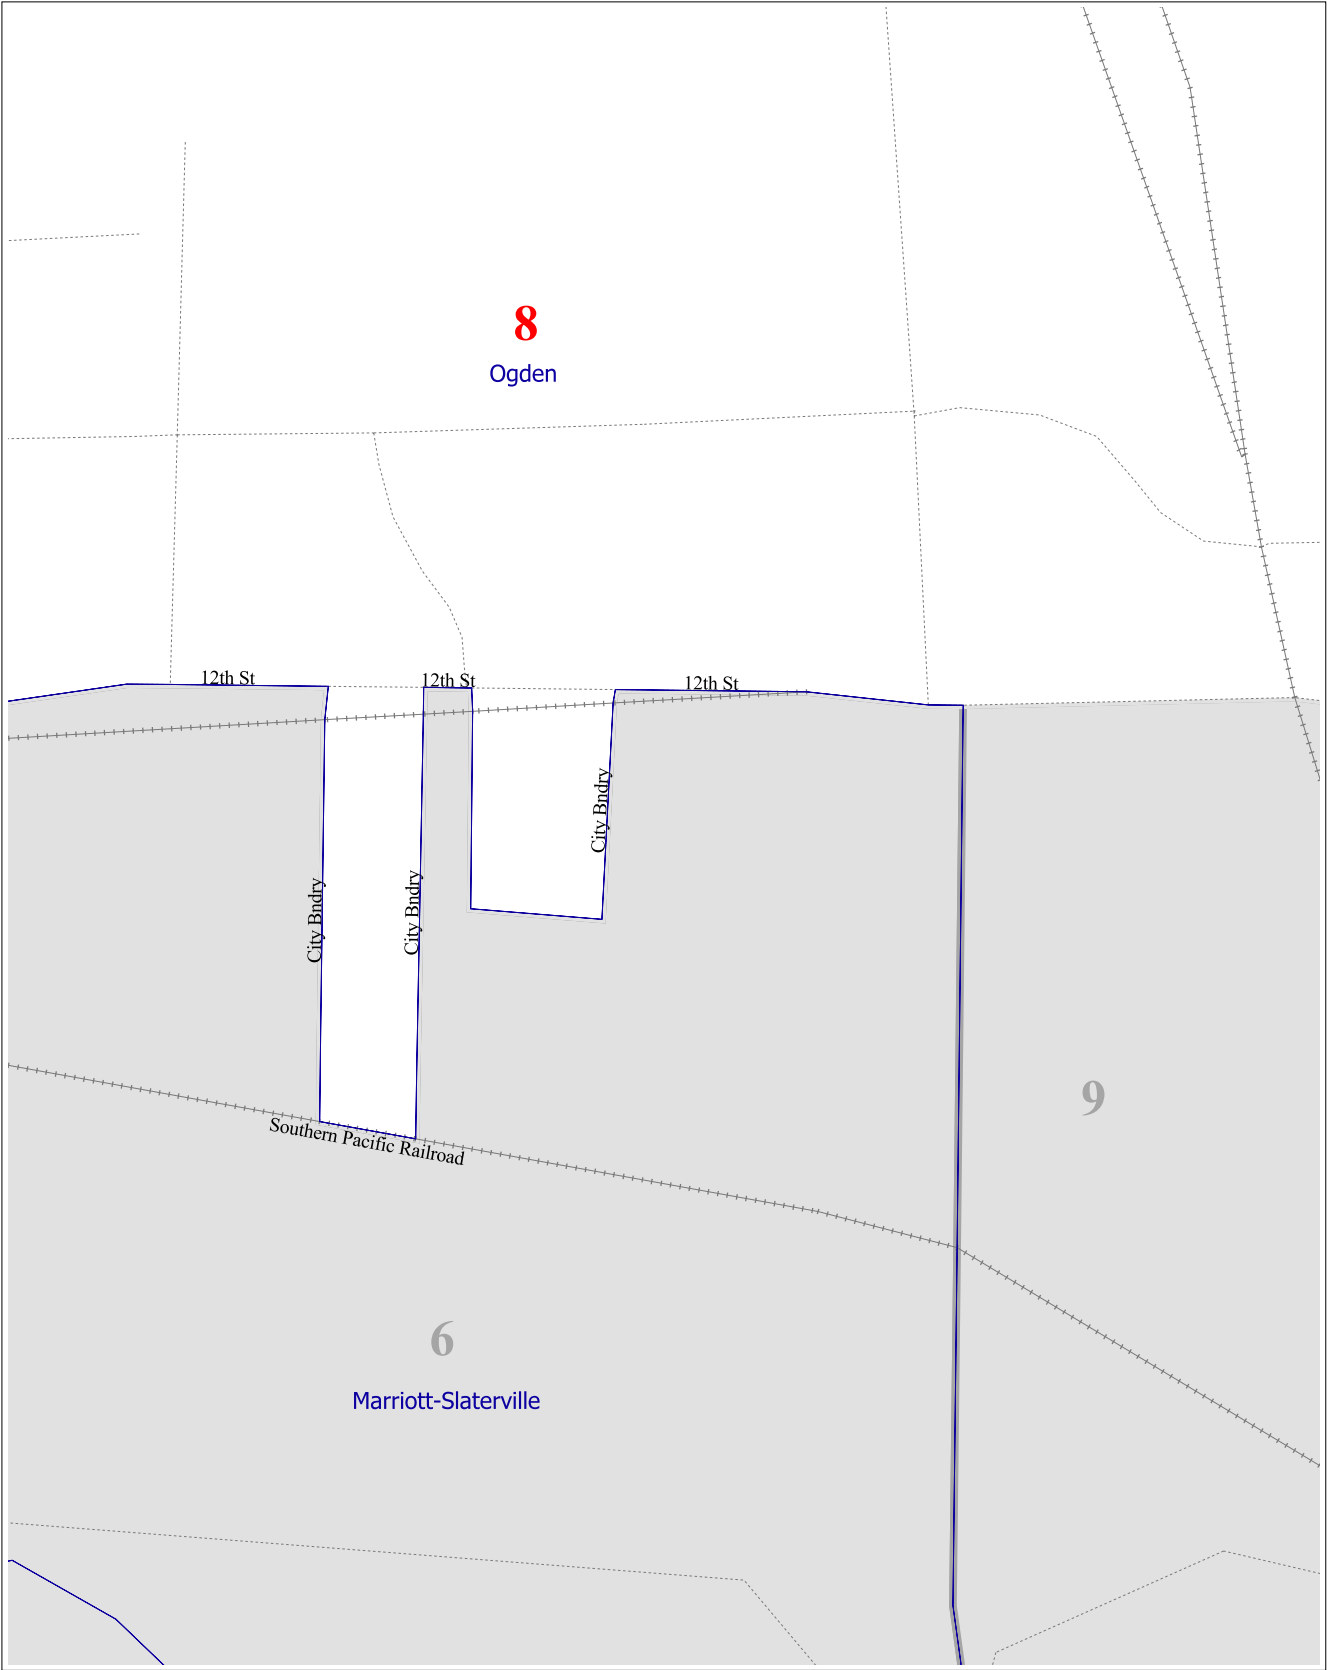 8
Ogden
12th St
12th St
12th St
City Bndry
City Bndry
City Bndry
9
Southern Pacific Railroad
6
Marriott-Slaterville